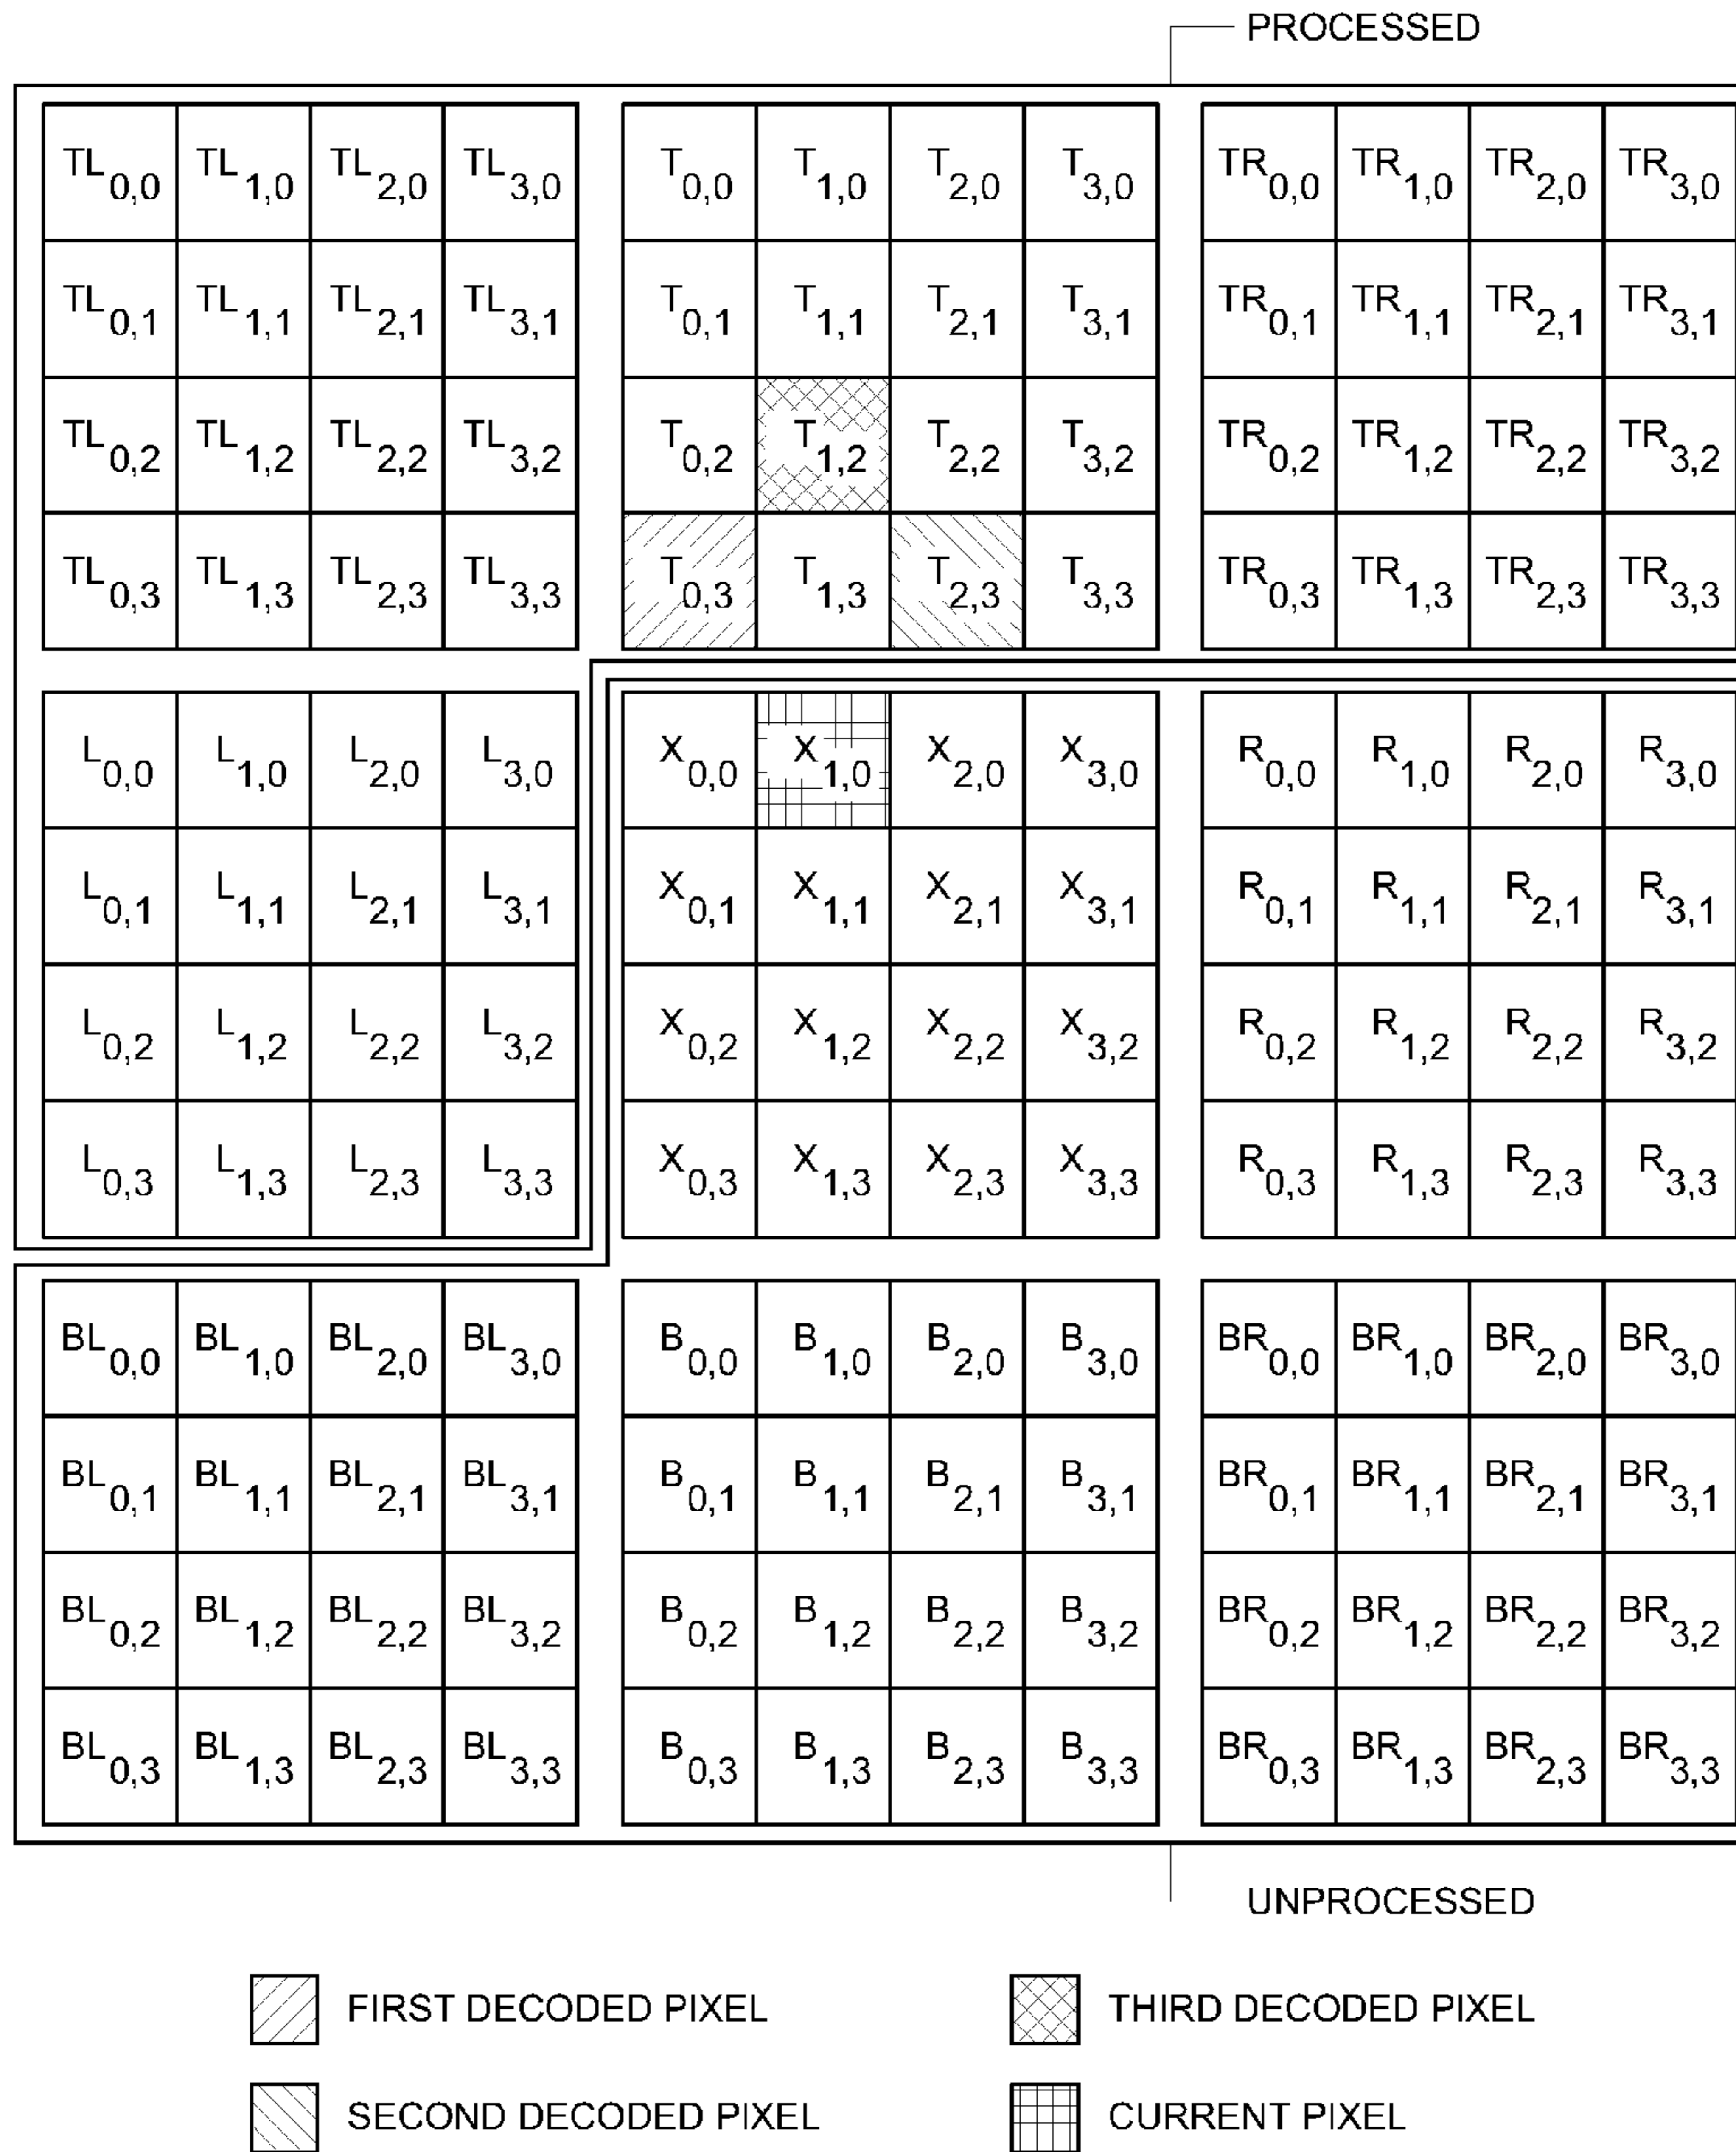 PROCESSED
TL0,0 TL1,0 TL2,0 TL3,0 T0,0 T1,0 T2,0 T3,0 TR0,0 TR1,0 TR2,0 TR3,0
TL0,1 TL1,1 TL2,1 TL3,1 T0,1 T1,1 T2,1 T3,1 TR0,1 TR1,1 TR2,1 TR3,1
TL0,2 TL1,2 TL2,2 TL3,2 T0,2 T1,2 T2,2 T3,2 TR0,2 TR1,2 TR2,2 TR3,2
TL0,3 TL1,3 TL2,3 TL3,3 T0,3 T1,3 T2,3 T3,3 TR0,3 TR1,3 TR2,3 TR3,3
L0,0 L1,0 L2,0 L3,0 X0,0 X1,0 X2,0 X3,0 R0,0 R1,0 R2,0 R3,0
L0,1 L1,1 L2,1 L3,1 X0,1 X1,1 X2,1 X3,1 R0,1 R1,1 R2,1 R3,1
L0,2 L1,2 L2,2 L3,2 X0,2 X1,2 X2,2 X3,2 R0,2 R1,2 R2,2 R3,2
L0,3 L1,3 L2,3 L3,3 X0,3 X1,3 X2,3 X3,3 R0,3 R1,3 R2,3 R3,3
BL0,0 BL1,0 BL2,0 BL3,0 B0,0 B1,0 B2,0 B3,0 BR0,0 BR1,0 BR2,0 BR3,0
BL0,1 BL1,1 BL2,1 BL3,1 B0,1 B1,1 B2,1 B3,1 BR0,1 BR1,1 BR2,1 BR3,1
BL0,2 BL1,2 BL2,2 BL3,2 B0,2 B1,2 B2,2 B3,2 BR0,2 BR1,2 BR2,2 BR3,2
BL0,3 BL1,3 BL2,3 BL3,3 B0,3 B1,3 B2,3 B3,3 BR0,3 BR1,3 BR2,3 BR3,3
UNPROCESSED
FIRST DECODED PIXEL
THIRD DECODED PIXEL
SECOND DECODED PIXEL
CURRENT PIXEL